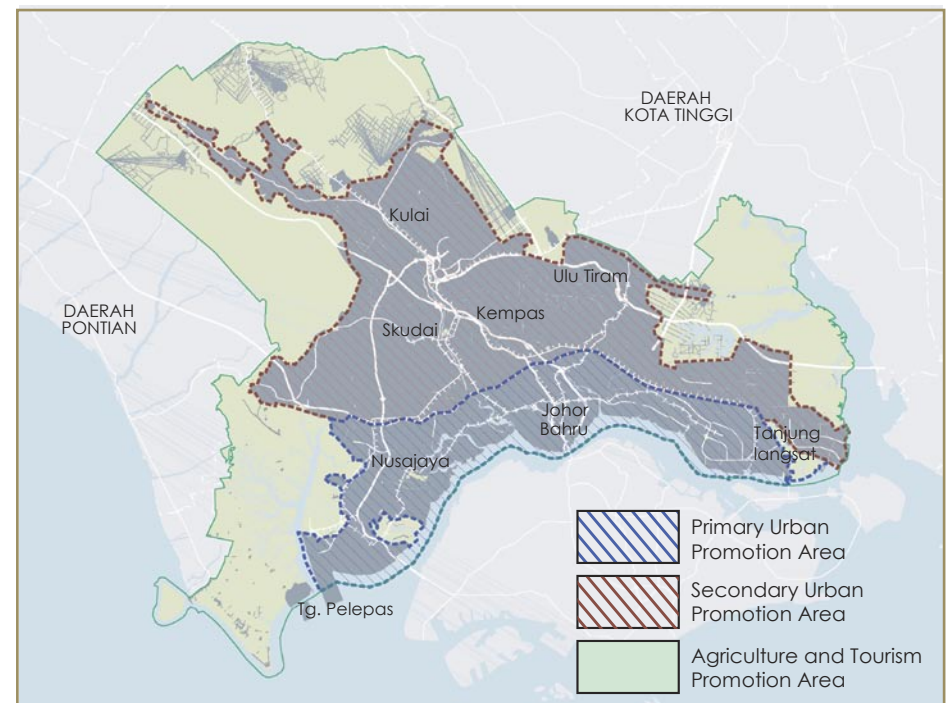 DAERAH
KOTA TINGGI
Kulai
Ulu Tiram
DAERAH
PONTIAN
Kempas
Skudai
Johor
Bahru
Tanjung
langsat
Nusajaya
Primary Urban
Promotion Area
Secondary Urban
Promotion Area
Tg. Pelepas
Agriculture and Tourism
Promotion Area